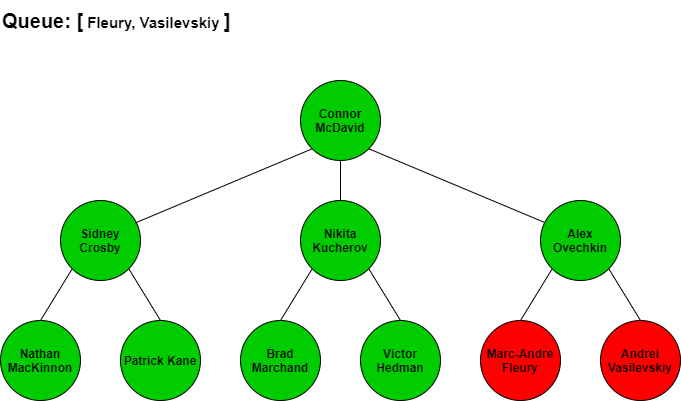 Queue: [ Fleury, Vasilevskiy ]
Connor
McDavid
Sidney
Crosby
Nikita
Kucherov
Alex
Ovechkin
Nathan
MacKinnon
Patrick Kane
Brad
Marchand
Victor
Hedman
Marc-Andre
Fleury
Andrei
Vasilevskiy